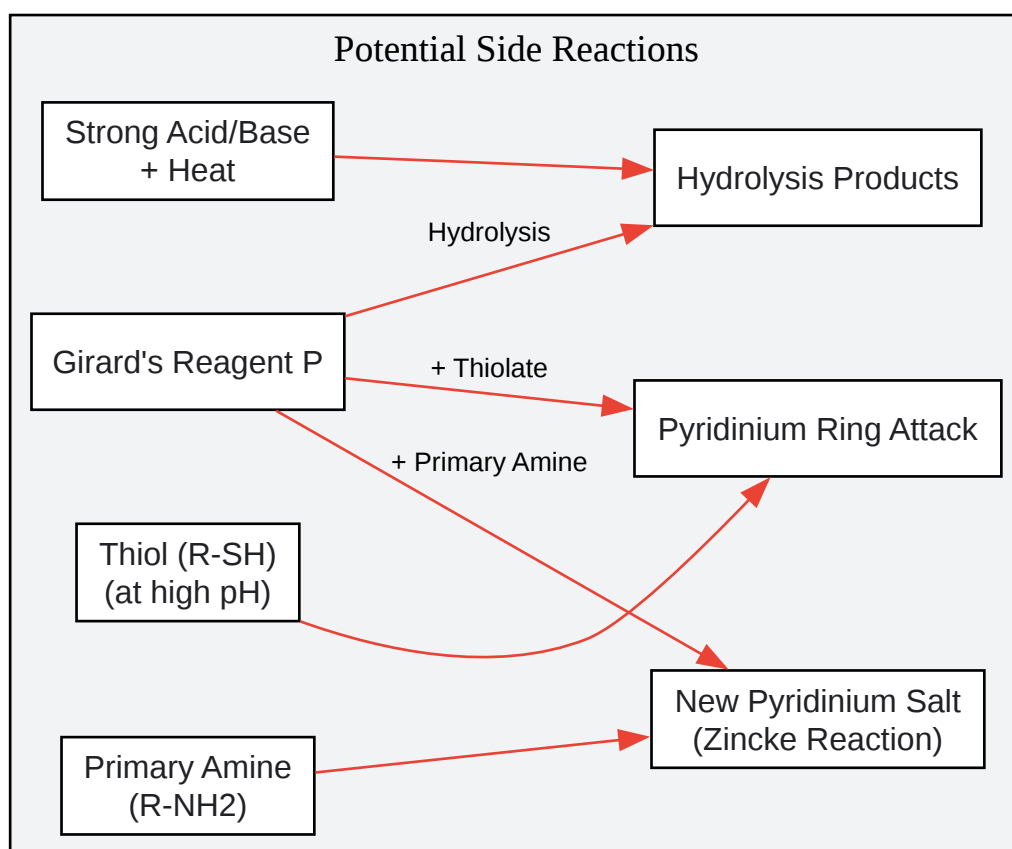 Potential Side Reactions
Strong Acid/Base
+ Heat
Hydrolysis Products
Hydrolysis
Girard's Reagent P
+ Thiolate
Pyridinium Ring Attack
+ Primary Amine
Thiol (R-SH)
(at high pH)
New Pyridinium Salt
(Zincke Reaction)
Primary Amine
(R-NH2)